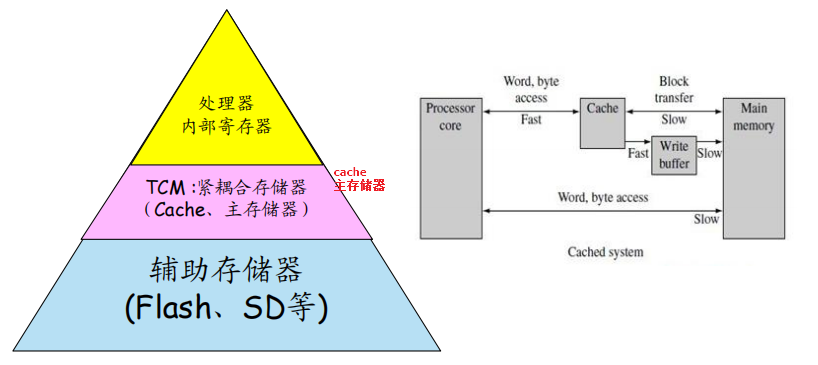 处理器
内部寄存器
TCM :紧耦合存储器
（Cache、主存储器）
cache
主存储器
辅助存储器
(Flash、SD等)
Processor
core
Word, byte
access
Fast
Cache
Block
transfer
Slow
Main
memory
Fast
Write
buffer
Slow
Word, byte access
Slow
Cached system